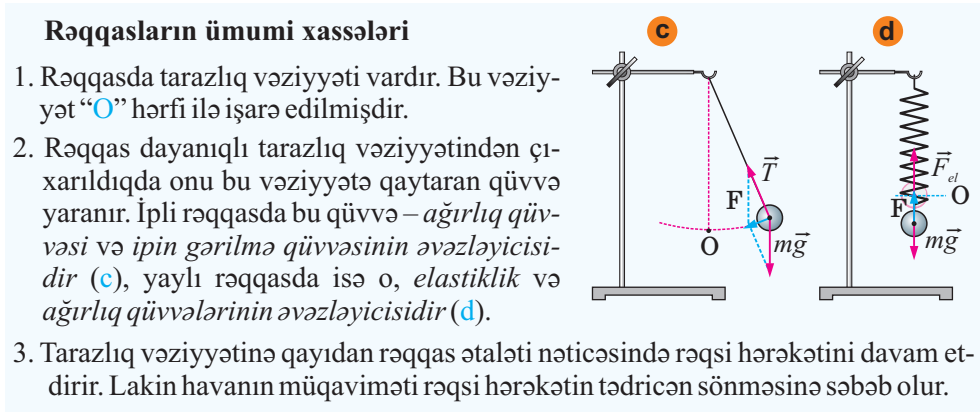 Rəqqasların ümumi xassələri
1. Rəqqasda tarazlıq vəziyyəti vardır. Bu vəziy-
yət “O” hərfi ilə işarə edilmişdir.
2. Rəqqas dayanıqlı tarazlıq vəziyyətindən çı-
xarıldıqda onu bu vəziyyətə qaytaran qüvvə
yaranır. İpli rəqqasda bu qüvvə – ağırlıq qüv-
vəsi və ipin gərilmə qüvvəsinin əvəzləyicisi-
dir (c), yaylı rəqqasda isə o, elastiklik və
ağırlıq qüvvələrinin əvəzləyicisidir (d).
3. Tarazlıq vəziyyətinə qayıdan rəqqas ətaləti nəticəsində rəqsi hərəkətini davam et-
dirir. Lakin havanın müqaviməti rəqsi hərəkətin tədricən sönməsinə səbəb olur.
c
T⃗
F
O
mg⃗
d
F⃗el
O
F
mg⃗